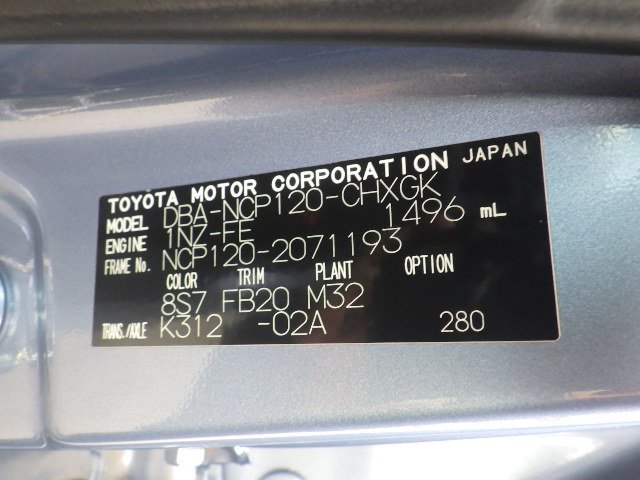 TOYOTA MOTOR CORPORATION JAPAN
MODEL DBA-NCP120-CHXGK
ENGINE 1NZ-FE 1496 mL
FRAME No. NCP120-2071193
COLOR TRIM PLANT OPTION
8S7 FB20 M32
TRANS./AXLE K312 -02A 280